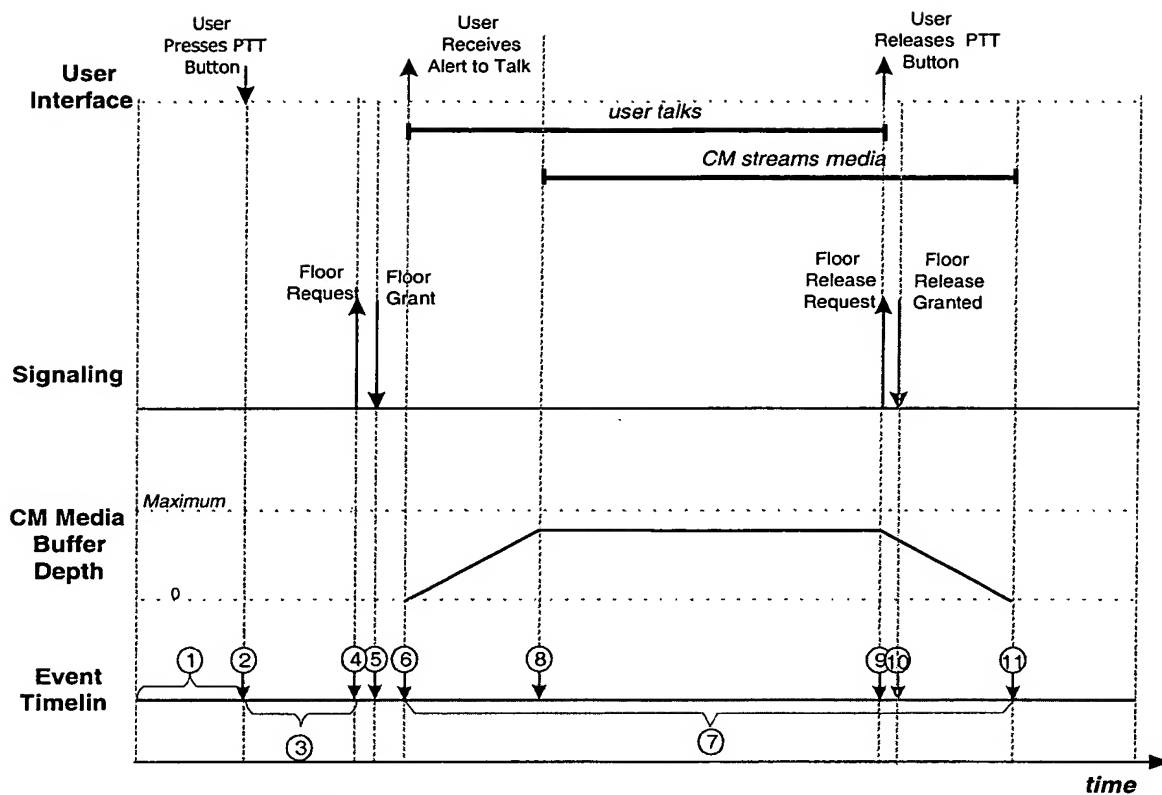 User
Presses PTT
Button
User
Receives
Alert to Talk
User
Releases PTT
Button
User
Interface
user talks
CM streams media
Floor
Request
Floor
Grant
Floor
Release
Request
Floor
Release
Granted
Signaling
Maximum
CM Media
Buffer
Depth
0
1
2
4
5
6
8
9
10
11
Event
Timelin
3
7
time